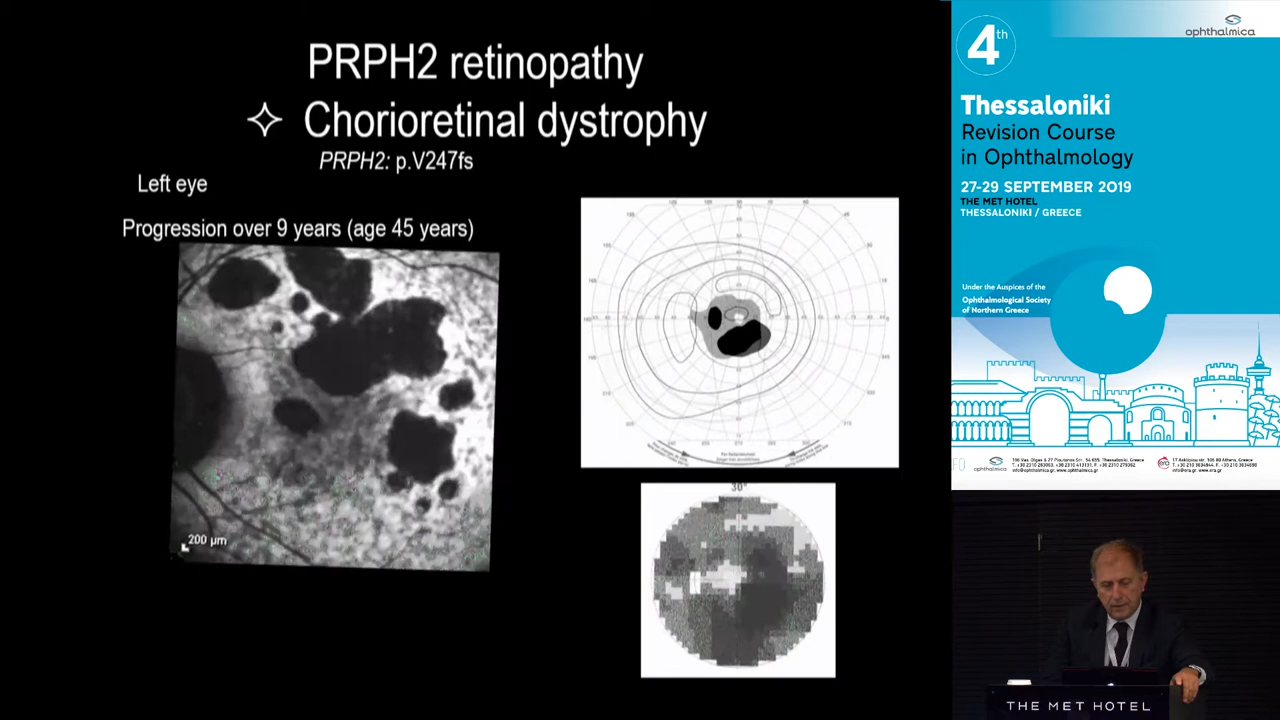 PRPH2 retinopathy
✧ Chorioretinal dystrophy
PRPH2: p.V247fs
Left eye
Progression over 9 years (age 45 years)
200 µm
30°
ophthalmica
4th
Thessaloniki
Revision Course
in Ophthalmology
27-29 SEPTEMBER 2019
THE MET HOTEL
THESSALONIKI / GREECE
Under the Auspices of the
Ophthalmological Society
of Northern Greece
ophthalmica
THE MET HOTEL